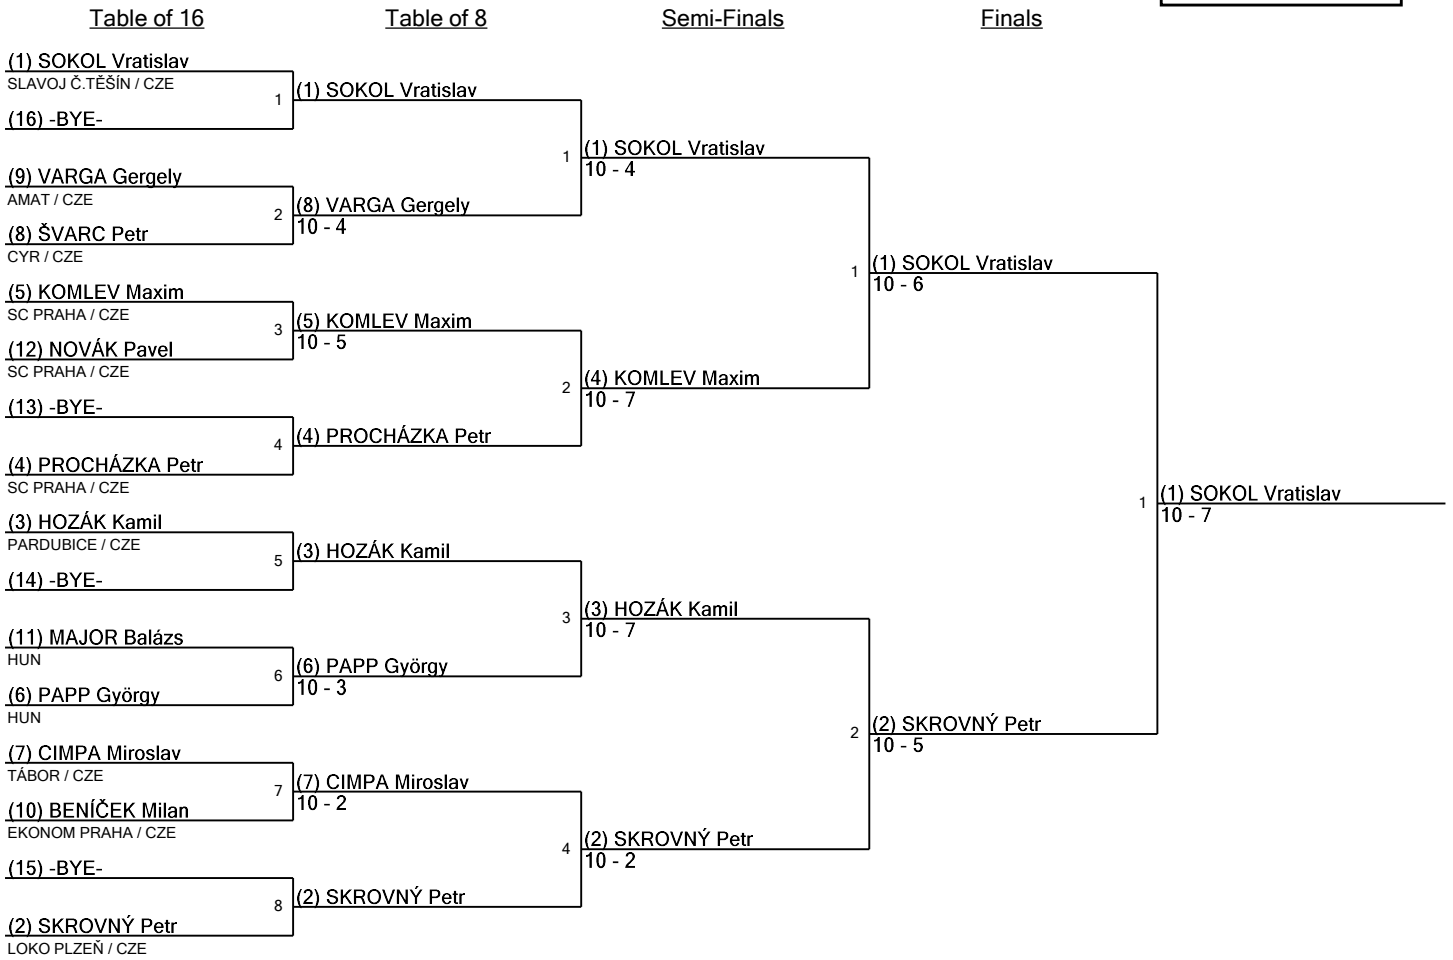 Table of 16
Table of 8
Semi-Finals
Finals
(1) SOKOL Vratislav
SLAVOJ Č.TĚŠÍN / CZE
1
(16) -BYE-
(9) VARGA Gergely
AMAT / CZE
2
(8) ŠVARC Petr
CYR / CZE
(5) KOMLEV Maxim
SC PRAHA / CZE
3
(12) NOVÁK Pavel
SC PRAHA / CZE
(13) -BYE-
4
(4) PROCHÁZKA Petr
SC PRAHA / CZE
(3) HOZÁK Kamil
PARDUBICE / CZE
5
(14) -BYE-
(11) MAJOR Balázs
HUN
6
(6) PAPP György
HUN
(7) CIMPA Miroslav
TÁBOR / CZE
7
(10) BENÍČEK Milan
EKONOM PRAHA / CZE
(15) -BYE-
8
(2) SKROVNÝ Petr
LOKO PLZEŇ / CZE
(1) SOKOL Vratislav
1
(8) VARGA Gergely
10 - 4
(5) KOMLEV Maxim
10 - 5
2
(4) PROCHÁZKA Petr
(3) HOZÁK Kamil
3
(6) PAPP György
10 - 3
(7) CIMPA Miroslav
10 - 2
4
(2) SKROVNÝ Petr
(1) SOKOL Vratislav
10 - 4
1
(4) KOMLEV Maxim
10 - 7
(3) HOZÁK Kamil
10 - 7
2
(2) SKROVNÝ Petr
10 - 2
(1) SOKOL Vratislav
10 - 6
1
(2) SKROVNÝ Petr
10 - 5
(1) SOKOL Vratislav
10 - 7